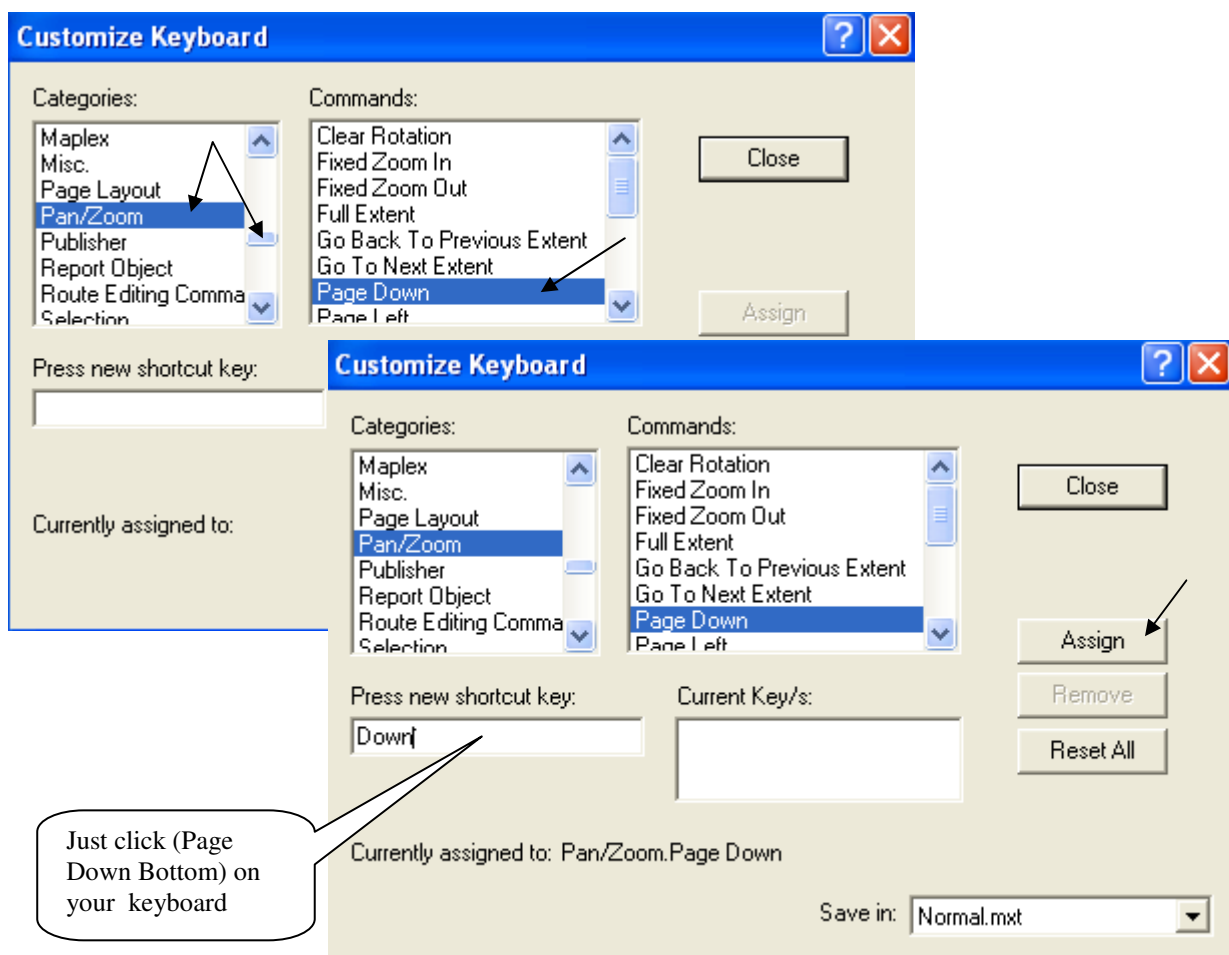 Customize Keyboard
Categories:
Commands:
Maplex
Misc.
Page Layout
Pan/Zoom
Publisher
Report Object
Route Editing Comma
Selection
Clear Rotation
Fixed Zoom In
Fixed Zoom Out
Full Extent
Go Back To Previous Extent
Go To Next Extent
Page Down
Page Left
Close
Assign
Press new shortcut key:
Currently assigned to:
Customize Keyboard
Categories:
Commands:
Maplex
Misc.
Page Layout
Pan/Zoom
Publisher
Report Object
Route Editing Comma
Selection
Clear Rotation
Fixed Zoom In
Fixed Zoom Out
Full Extent
Go Back To Previous Extent
Go To Next Extent
Page Down
Page Left
Close
Assign
Remove
Reset All
Press new shortcut key:
Current Key/s:
Down
Just click (Page
Down Bottom) on
your keyboard
Currently assigned to: Pan/Zoom.Page Down
Save in: Normal.mxt